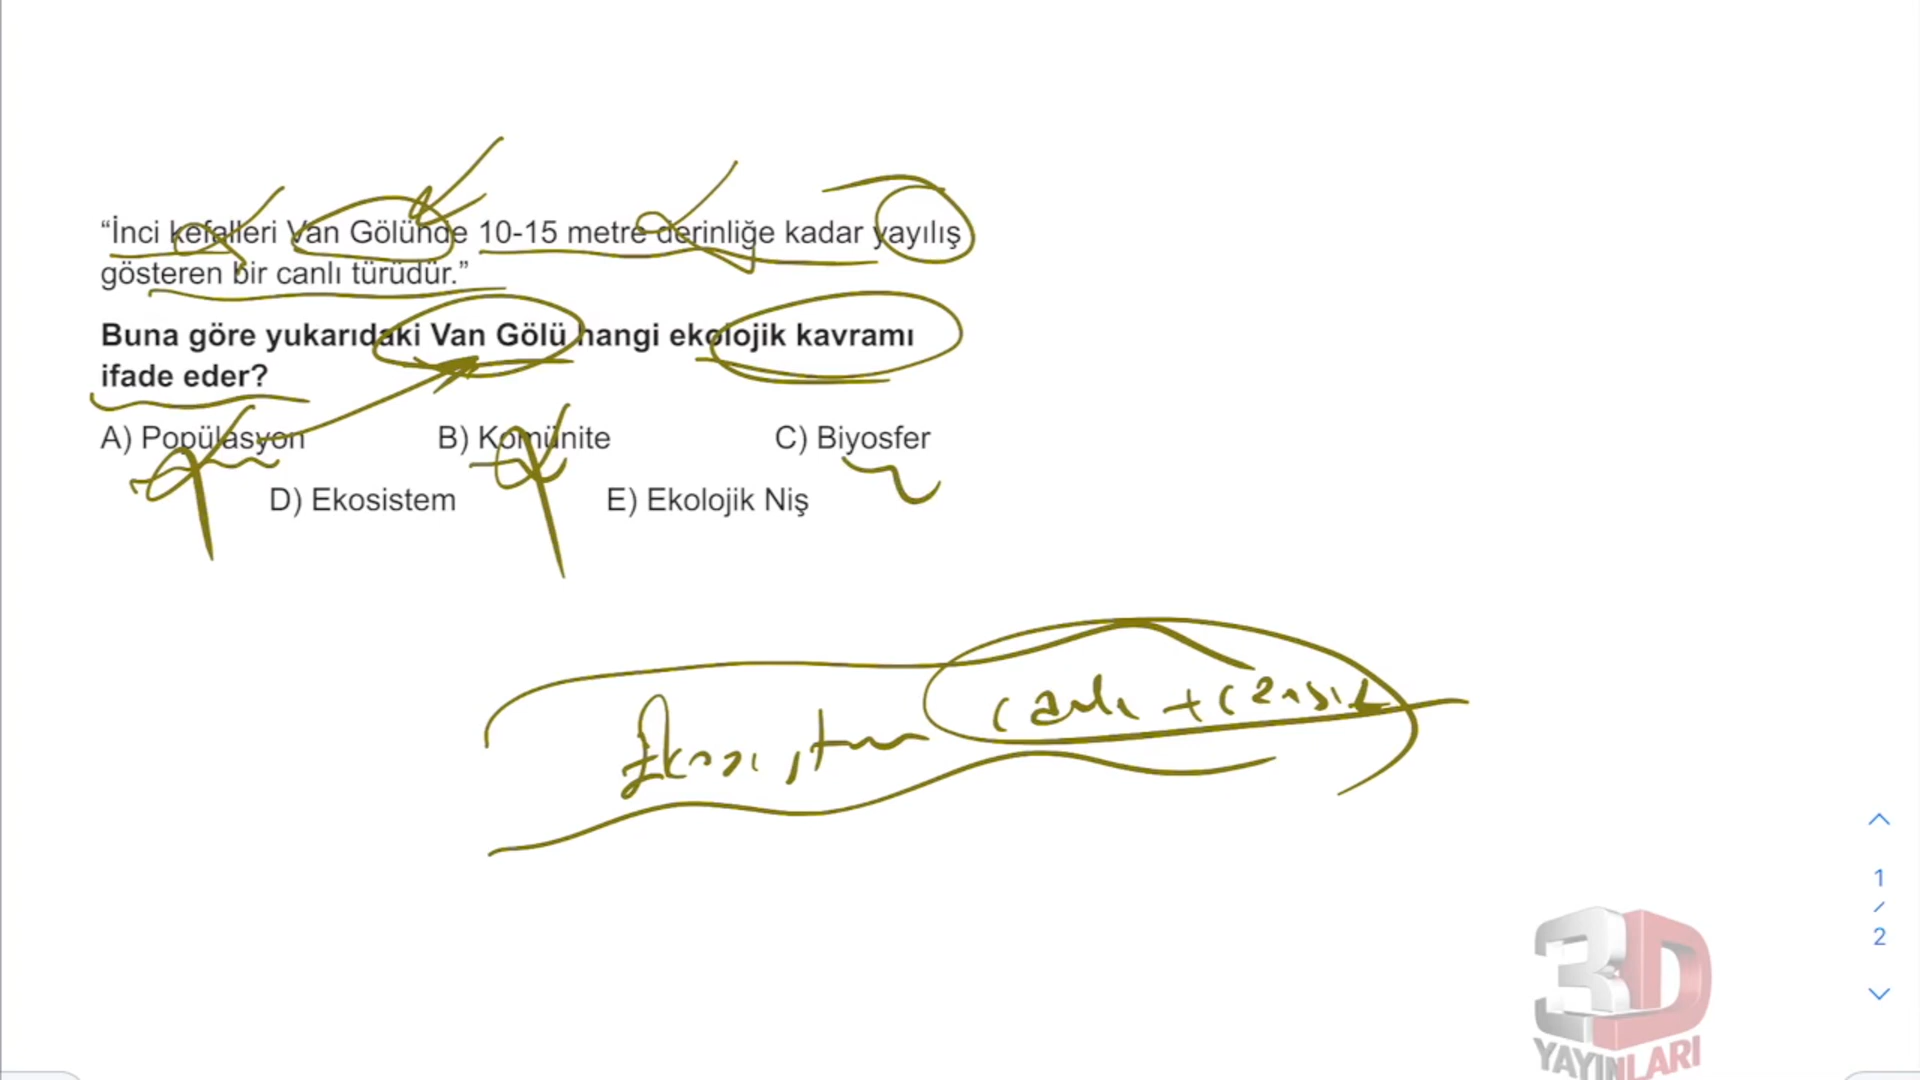 “İnci kefalleri Van Gölünde 10-15 metre derinliğe kadar yayılış
gösteren bir canlı türüdür.”
Buna göre yukarıdaki Van Gölü hangi ekolojik kavramı
ifade eder?
A) Popülasyon B) Komünite C) Biyosfer
D) Ekosistem E) Ekolojik Niş
Ekosistem canlı + cansız
1
/
2
3D
YAYINLARI